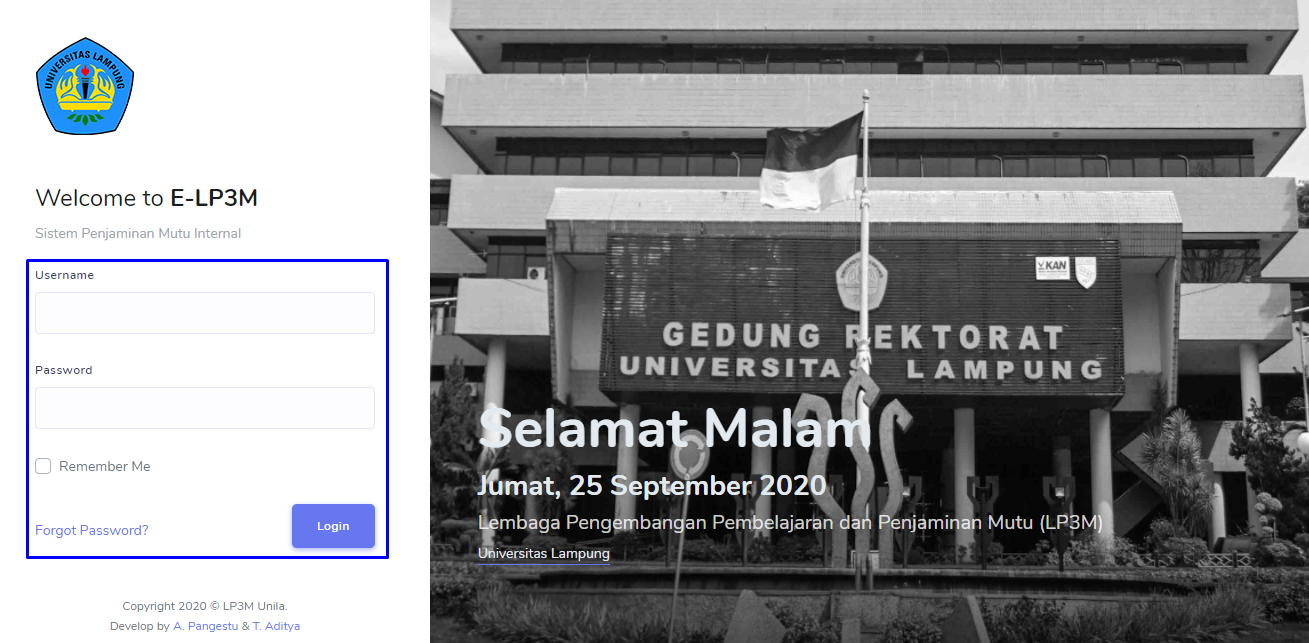 UNIVERSITAS LAMPUNG
Welcome to E-LP3M
Sistem Penjaminan Mutu Internal
Username
Password
Remember Me
Forgot Password?
Login
Copyright 2020 © LP3M Unila.
Develop by A. Pangestu & T. Aditya
KAN
GEDUNG REKTORAT
UNIVERSITAS LAMPUNG
Selamat Malam
Jumat, 25 September 2020
Lembaga Pengembangan Pembelajaran dan Penjaminan Mutu (LP3M)
Universitas Lampung